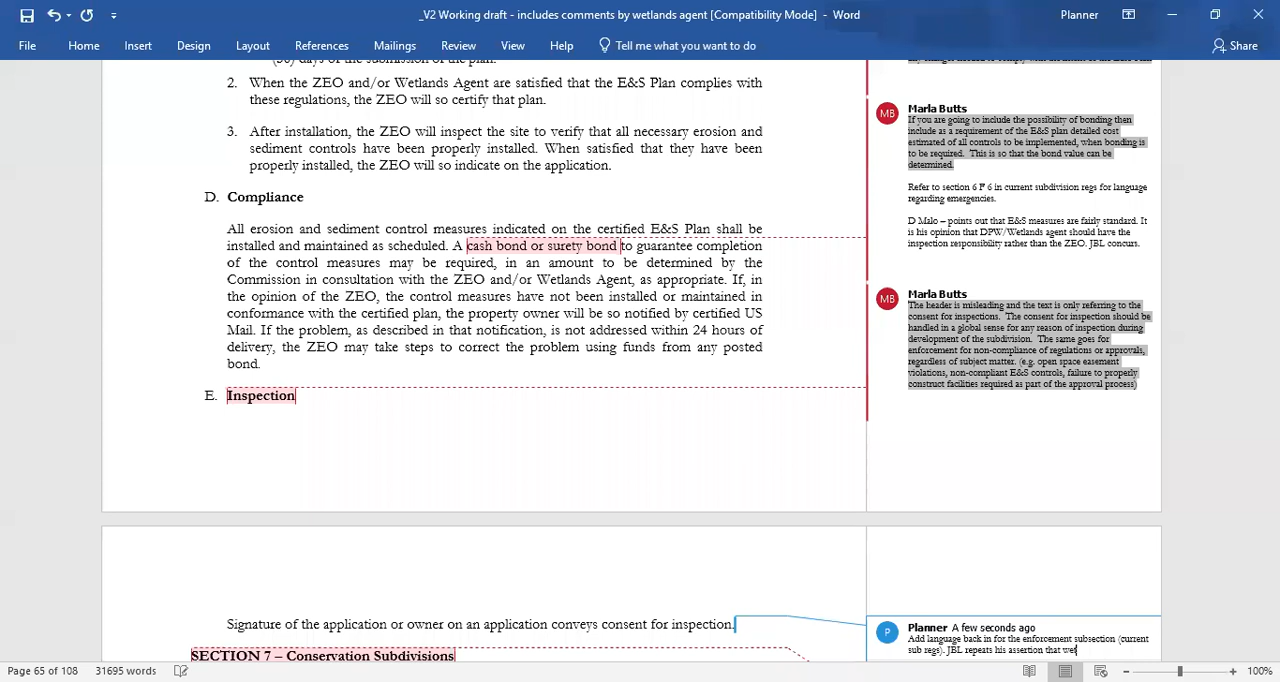 _V2 Working draft - includes comments by wetlands agent [Compatibility Mode] - Word
Planner
File Home Insert Design Layout References Mailings Review View Help Tell me what you want to do Share
(30) days of the submission of the plan.
2. When the ZEO and/or Wetlands Agent are satisfied that the E&S Plan complies with
these regulations, the ZEO will so certify that plan.
3. After installation, the ZEO will inspect the site to verify that all necessary erosion and
sediment controls have been properly installed. When satisfied that they have been
properly installed, the ZEO will so indicate on the application.
D. Compliance
All erosion and sediment control measures indicated on the certified E&S Plan shall be
installed and maintained as scheduled. A cash bond or surety bond to guarantee completion
of the control measures may be required, in an amount to be determined by the
Commission in consultation with the ZEO and/or Wetlands Agent, as appropriate. If, in
the opinion of the ZEO, the control measures have not been installed or maintained in
conformance with the certified plan, the property owner will be so notified by certified US
Mail. If the problem, as described in that notification, is not addressed within 24 hours of
delivery, the ZEO may take steps to correct the problem using funds from any posted
bond.
E. Inspection
Signature of the application or owner on an application conveys consent for inspection.
SECTION 7 – Conservation Subdivisions
MB
Marla Butts
If you are going to include the possibility of bonding then
include as a requirement of the E&S plan detailed cost
estimated of all controls to be implemented, when bonding is
to be required. This is so that the bond value can be
determined.
Refer to section 6 F 6 in current subdivision regs for language
regarding emergencies.
D Malo – points out that E&S measures are fairly standard. It
is his opinion that DPW/Wetlands agent should have the
inspection responsibility rather than the ZEO. JBL concurs.
MB
Marla Butts
The header is misleading and the text is only referring to the
consent for inspections. The consent for inspection should be
handled in a global sense for any reason of inspection during
development of the subdivision. The same goes for
enforcement for non-compliance of regulations or approvals,
regardless of subject matter. (e.g. open space easement
violations, non-compliant E&S controls, failure to properly
construct facilities required as part of the approval process)
P
Planner A few seconds ago
Add language back in for the enforcement subsection (current
sub regs). JBL repeats his assertion that wet
Page 65 of 108 31695 words 100%